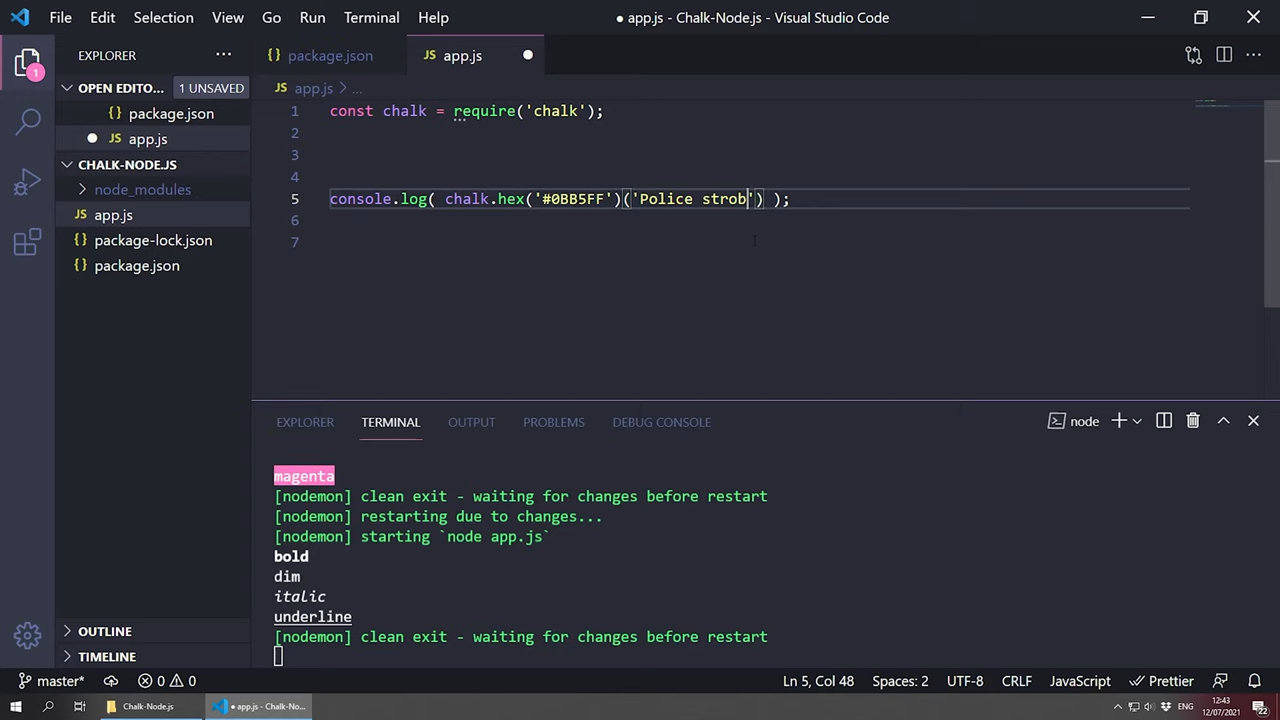 File Edit Selection View Go Run Terminal Help
● app.js - Chalk-Node.js - Visual Studio Code
EXPLORER
{ } package.json
JS app.js
OPEN EDITO...
1 UNSAVED
{ } package.json
JS app.js
CHALK-NODE.JS
node_modules
JS app.js
{ } package-lock.json
{ } package.json
OUTLINE
TIMELINE
1
JS app.js > ...
1 const chalk = require('chalk');
2
3
4
5 console.log( chalk.hex('#0BB5FF')('Police strob') );
6
7
EXPLORER TERMINAL OUTPUT PROBLEMS DEBUG CONSOLE
node
magenta
[nodemon] clean exit - waiting for changes before restart
[nodemon] restarting due to changes...
[nodemon] starting `node app.js`
bold
dim
italic
underline
[nodemon] clean exit - waiting for changes before restart
master* 0 0 Ln 5, Col 48 Spaces: 2 UTF-8 CRLF JavaScript Prettier
Chalk-Node.js
● app.js - Chalk-No...
ENG
12:43
12/07/2021
22